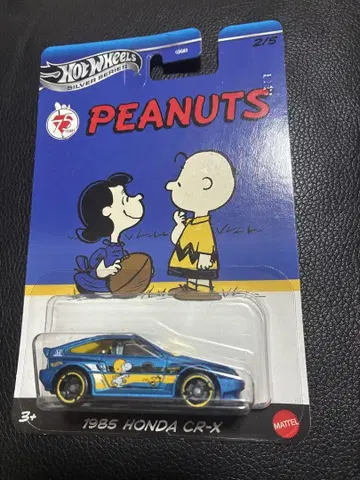 HOT WHEELS
SILVER SERIES
2/5
75
PEANUTS
3+
1985 HONDA CR-X
MATTEL